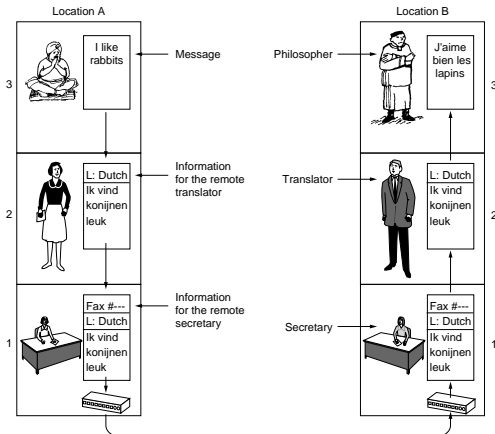 Location A
3
I like
rabbits
Message
2
L: Dutch
Ik vind
konijnen
leuk
Information
for the remote
translator
1
Fax #---
L: Dutch
Ik vind
konijnen
leuk
Information
for the remote
secretary
Location B
Philosopher
J'aime
bien les
lapins
3
Translator
L: Dutch
Ik vind
konijnen
leuk
2
Secretary
Fax #---
L: Dutch
Ik vind
konijnen
leuk
1